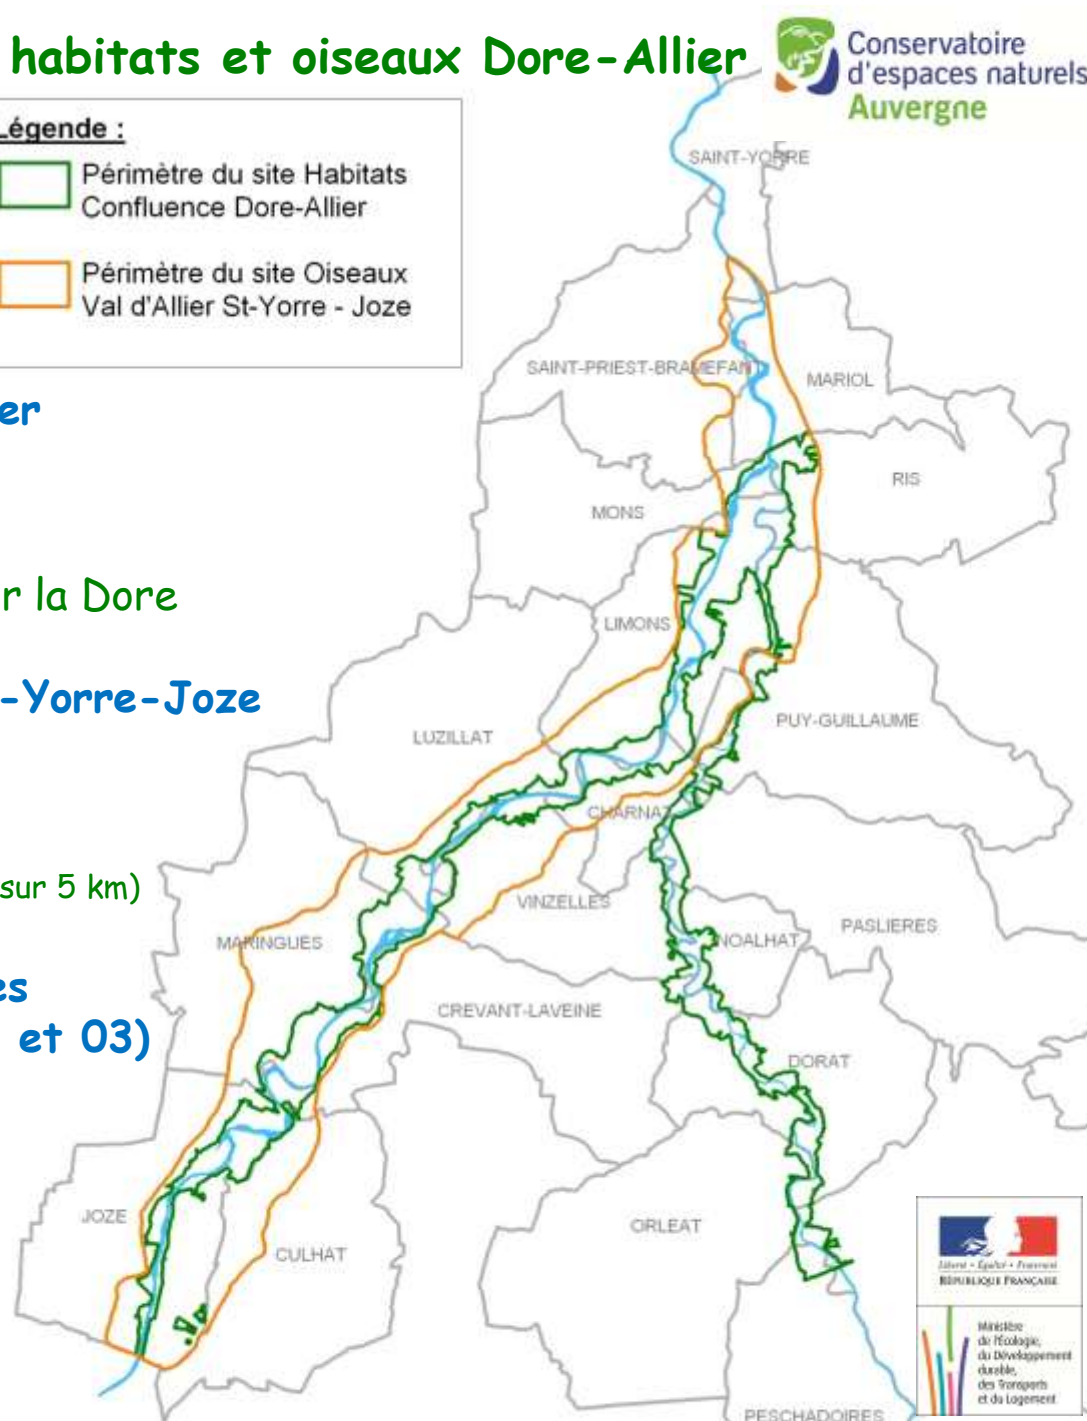 habitats et oiseaux Dore-Allier
Conservatoire
d'espaces naturels
Auvergne
Légende :
Périmètre du site Habitats
Confluence Dore-Allier
Périmètre du site Oiseaux
Val d'Allier St-Yorre - Joze
er
r la Dore
-Yorre-Joze
sur 5 km)
es
et 03)
SAINT-YORRE
SAINT-PRIEST-BRAMEFANT
MARIOL
RIS
MONS
LIMONS
PUY-GUILLAUME
LUZILLAT
CHARNAT
VINZELLES
PASLIERES
NOALHAT
MARINGUES
CREVANT-LAVEINE
DORAT
JOZE
ORLEAT
CULHAT
PESCHADOIRES
Liberté • Égalité • Fraternité
RÉPUBLIQUE FRANÇAISE
Ministère
de l'Écologie,
du Développement
durable,
des Transports
et du Logement